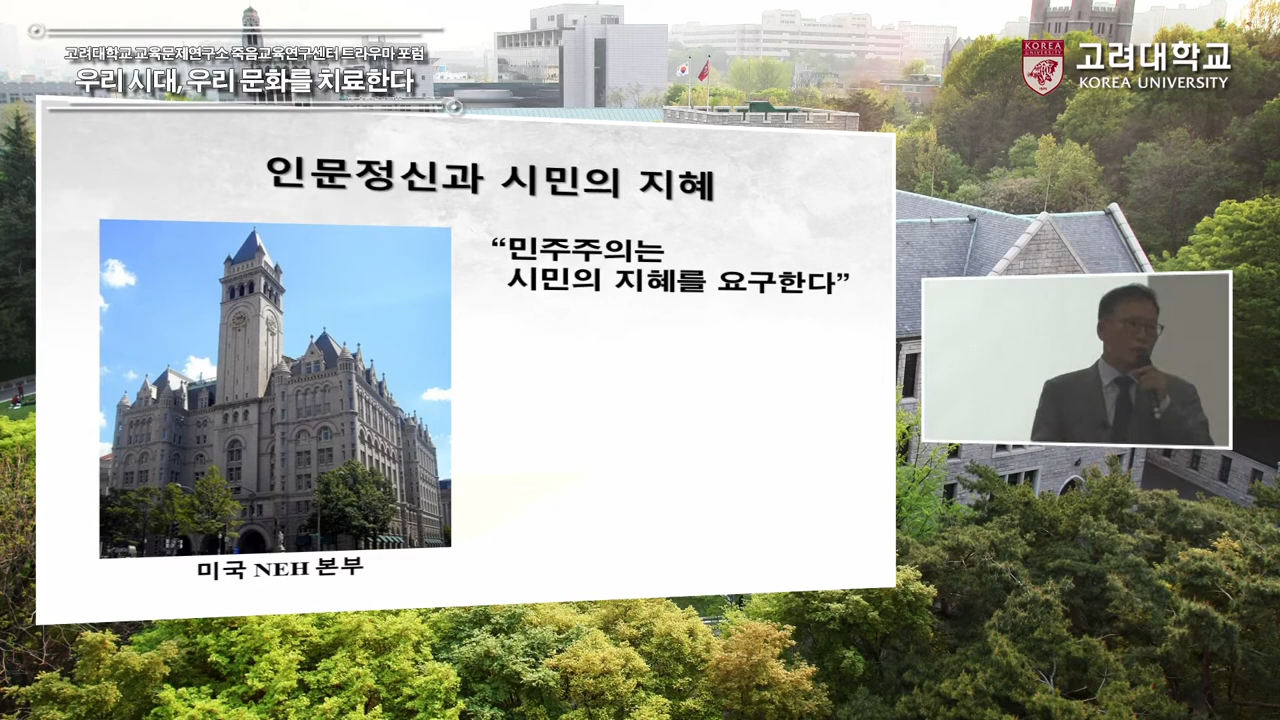 고려대학교 교육문제연구소 죽음교육연구센터 트라우마 포럼
우리 시대, 우리 문화를 치료한다
KOREA
UNIVERSITY
1905
고려대학교
KOREA UNIVERSITY
인문정신과 시민의 지혜
“민주주의는
시민의 지혜를 요구한다”
미국 NEH 본부